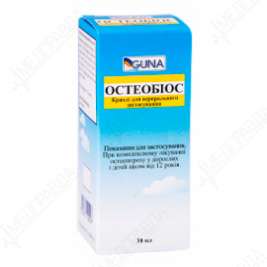 GUNA
ОСТЕОБІОС
Краплі для перорального
застосування
Показання для застосування.
При комплексному лікуванні
остеопорозу у дорослих
і дітей віком від 12 років.
30 мл